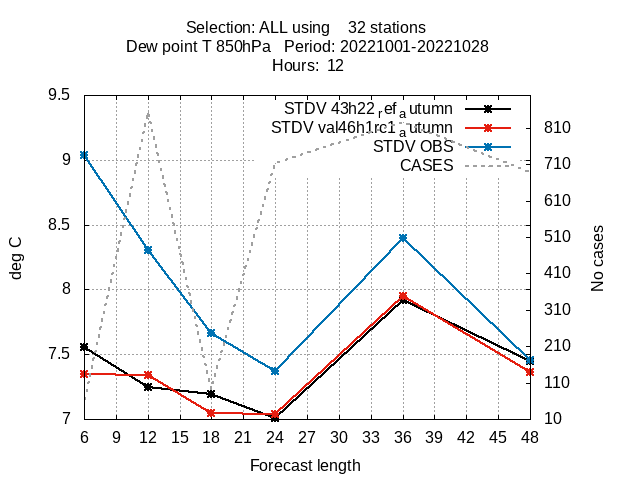 Selection: ALL using 32 stations
Dew point T 850hPa Period: 20221001-20221028
Hours: 12
STDV 43h22_ref_autumn
STDV val46h1rc1_autumn
STDV OBS
CASES
9.5
9
8.5
8
7.5
7
deg C
810
710
610
510
410
310
210
110
10
No cases
6 9 12 15 18 21 24 27 30 33 36 39 42 45 48
Forecast length